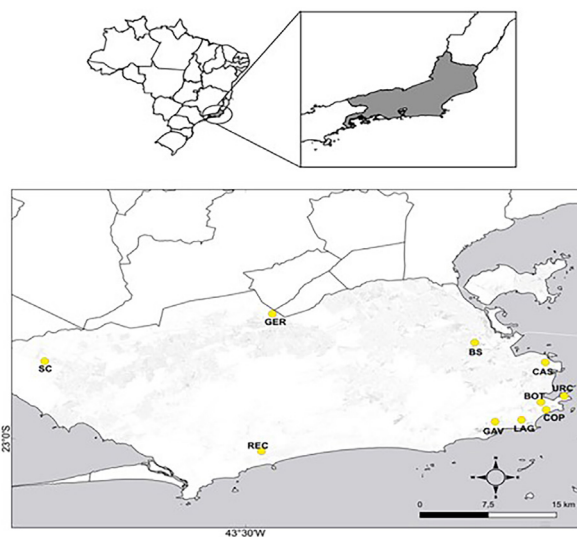 GER
BS
SC
CAS
URC
BOT
COP
LAG
GAV
REC
23°0'S
0 7,5 15 km
43°30'W